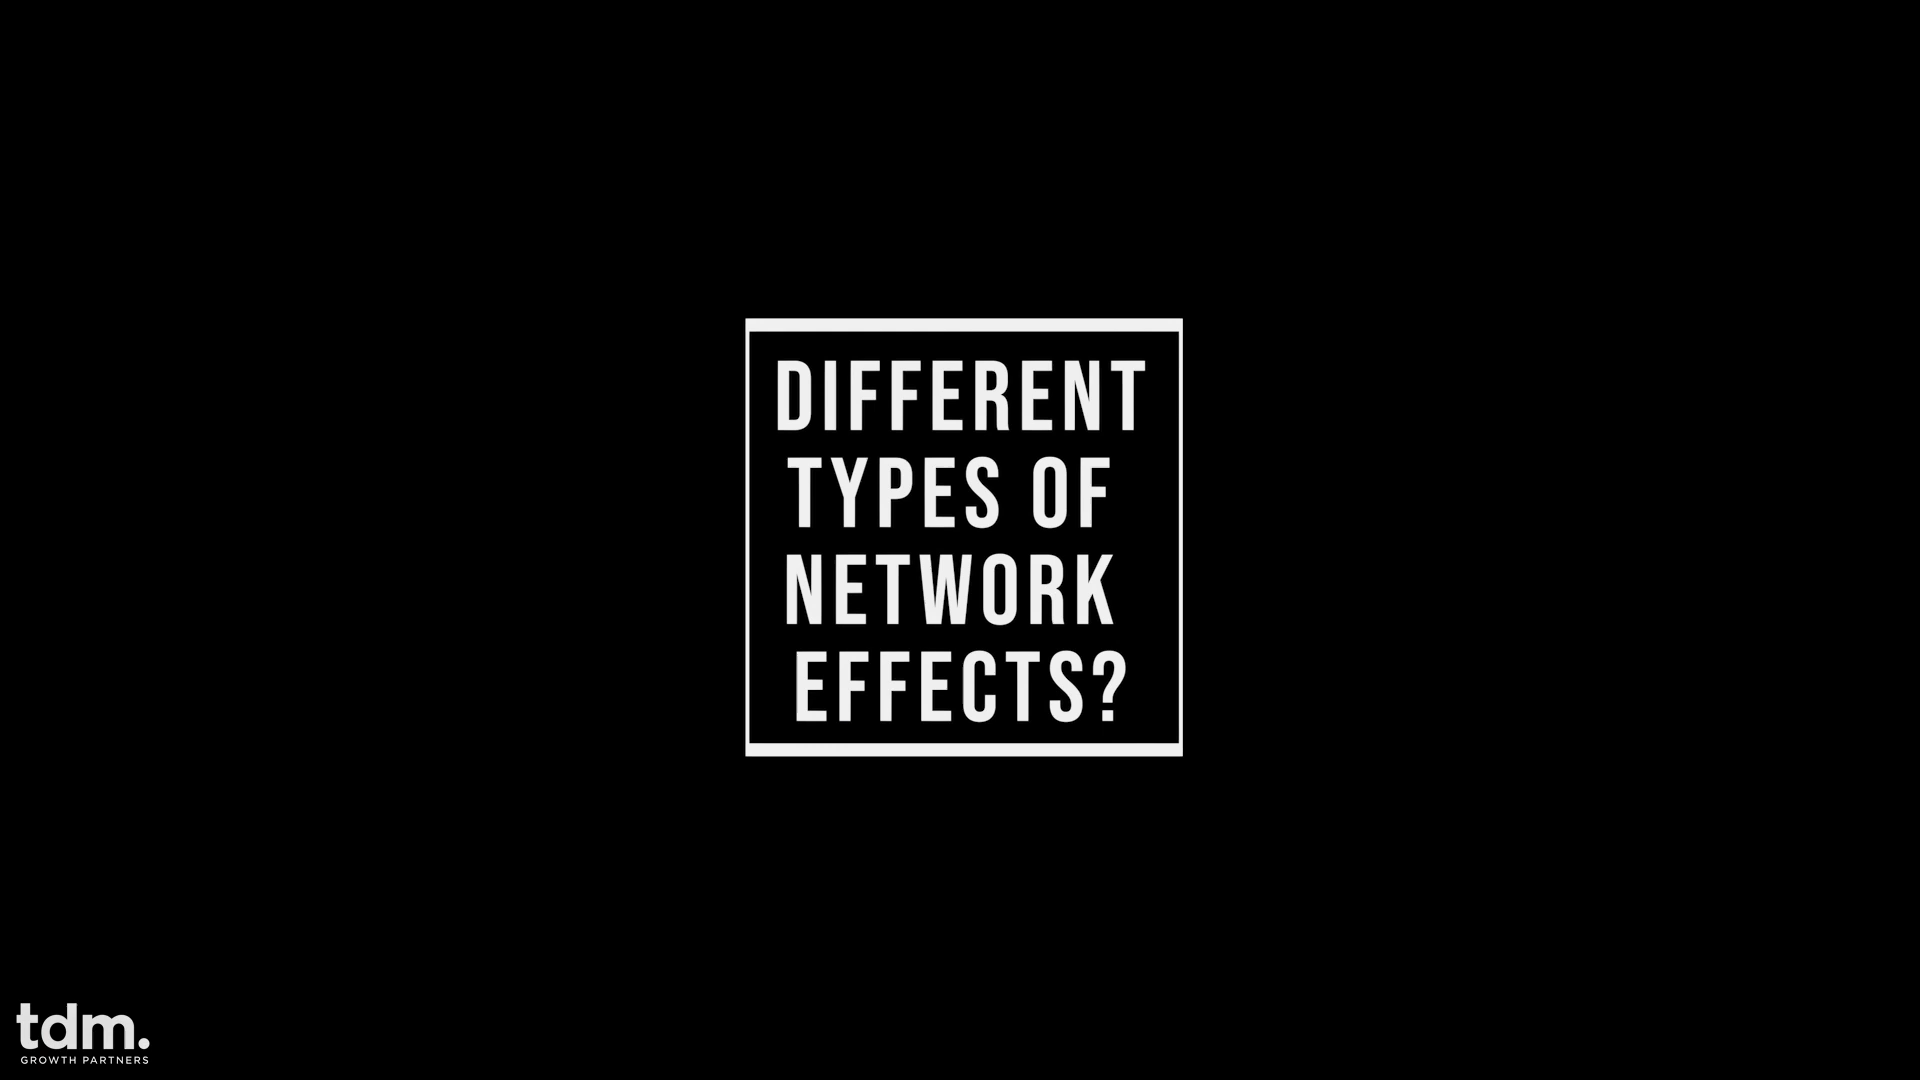 DIFFERENT
TYPES OF
NETWORK
EFFECTS?
tdm.
GROWTH PARTNERS